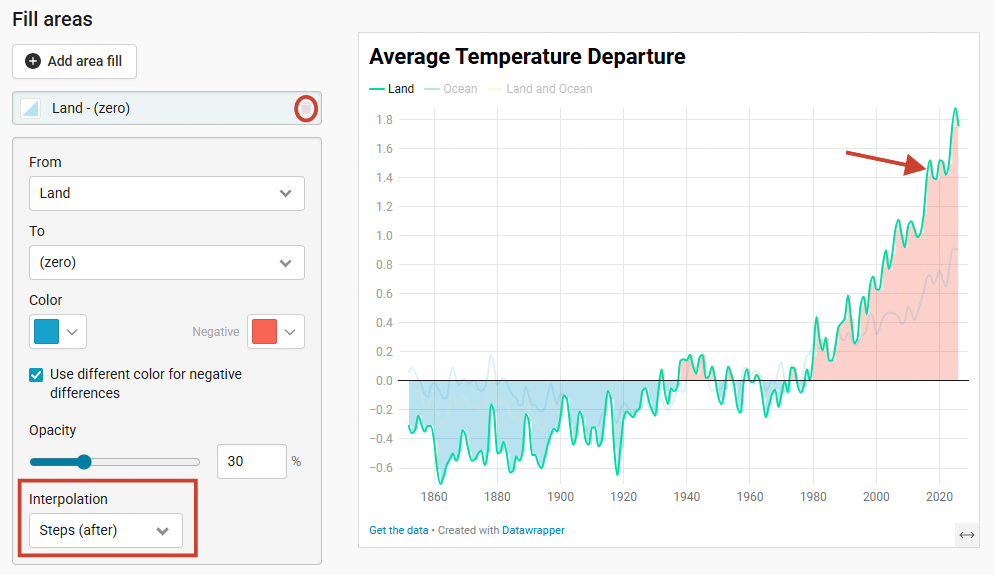 Fill areas
Add area fill
Land - (zero)
From
Land
To
(zero)
Color
Negative
Use different color for negative
differences
Opacity
30 %
Interpolation
Steps (after)
Average Temperature Departure
Land Ocean Land and Ocean
1.8
1.6
1.4
1.2
1.0
0.8
0.6
0.4
0.2
0.0
−0.2
−0.4
−0.6
1860 1880 1900 1920 1940 1960 1980 2000 2020
Get the data • Created with Datawrapper